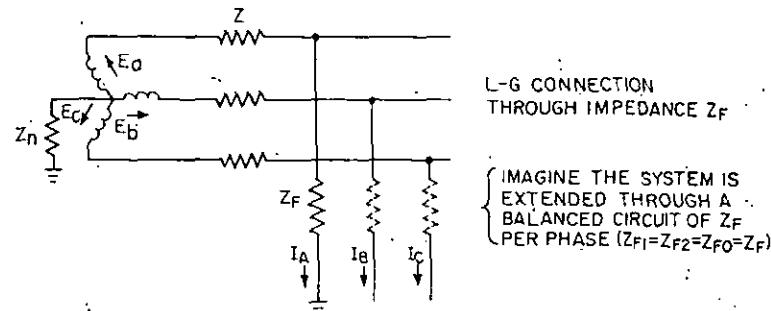 Z
Ea
L-G CONNECTION
THROUGH IMPEDANCE ZF
Ec
Eb
Zn
ZF
IMAGINE THE SYSTEM IS
EXTENDED THROUGH A
BALANCED CIRCUIT OF ZF
PER PHASE (ZF1=ZF2=ZF0=ZF)
IA
IB
IC